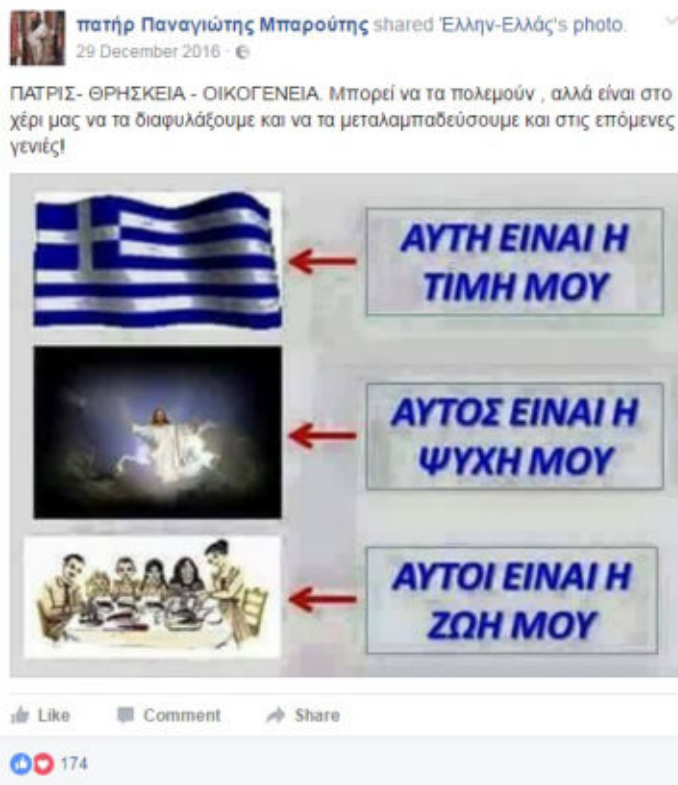 πατήρ Παναγιώτης Μπαρούτης shared Έλλην-Ελλάς's photo.
29 December 2016 ·
ΠΑΤΡΙΣ- ΘΡΗΣΚΕΙΑ - ΟΙΚΟΓΕΝΕΙΑ. Μπορεί να τα πολεμούν , αλλά είναι στο
χέρι μας να τα διαφυλάξουμε και να τα μεταλαμπαδεύσουμε και στις επόμενες
γενιές!
ΑΥΤΗ ΕΙΝΑΙ Η
ΤΙΜΗ ΜΟΥ
ΑΥΤΟΣ ΕΙΝΑΙ Η
ΨΥΧΗ ΜΟΥ
ΑΥΤΟΙ ΕΙΝΑΙ Η
ΖΩΗ ΜΟΥ
Like Comment Share
174